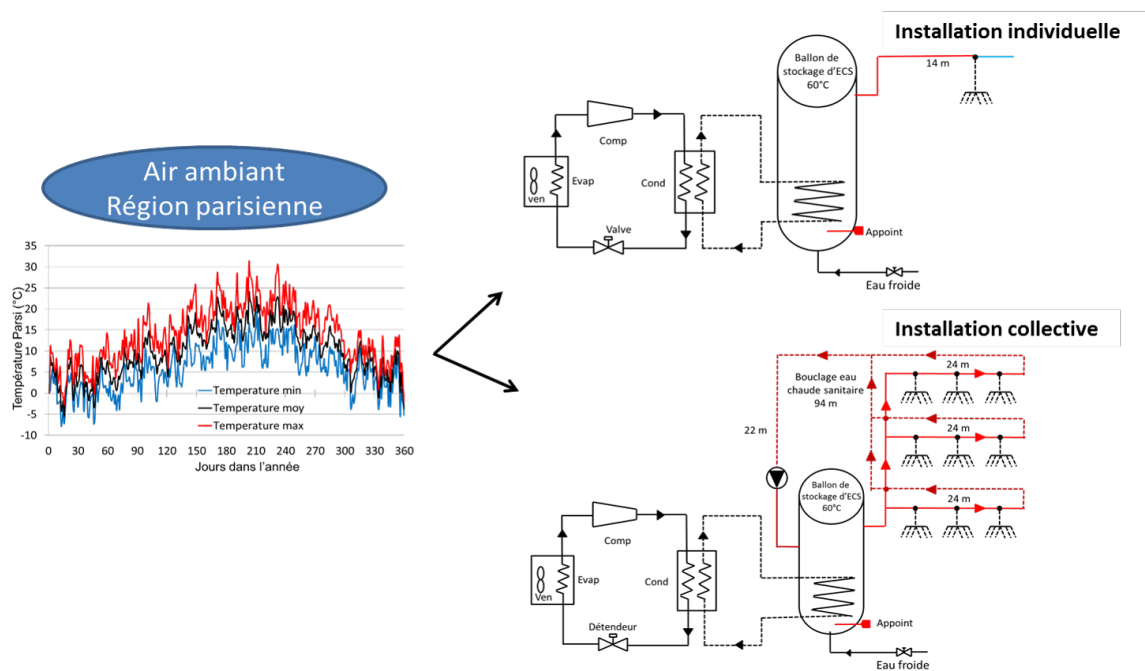 Air ambiant
Région parisienne
Température Parsi (°C)
35
30
25
20
15
10
5
0
-5
-10
Temperature min
Temperature moy
Temperature max
0 30 60 90 120 150 180 210 240 270 300 330 360
Jours dans l'année
Installation individuelle
Ballon de
stockage d'ECS
60°C
14 m
Comp
Evap
ven
Cond
Valve
Appoint
Eau froide
Installation collective
Bouclage eau
chaude sanitaire
94 m
24 m
22 m
24 m
24 m
Ballon de
stockage d'ECS
60°C
Comp
Evap
Ven
Cond
Détendeur
Appoint
Eau froide